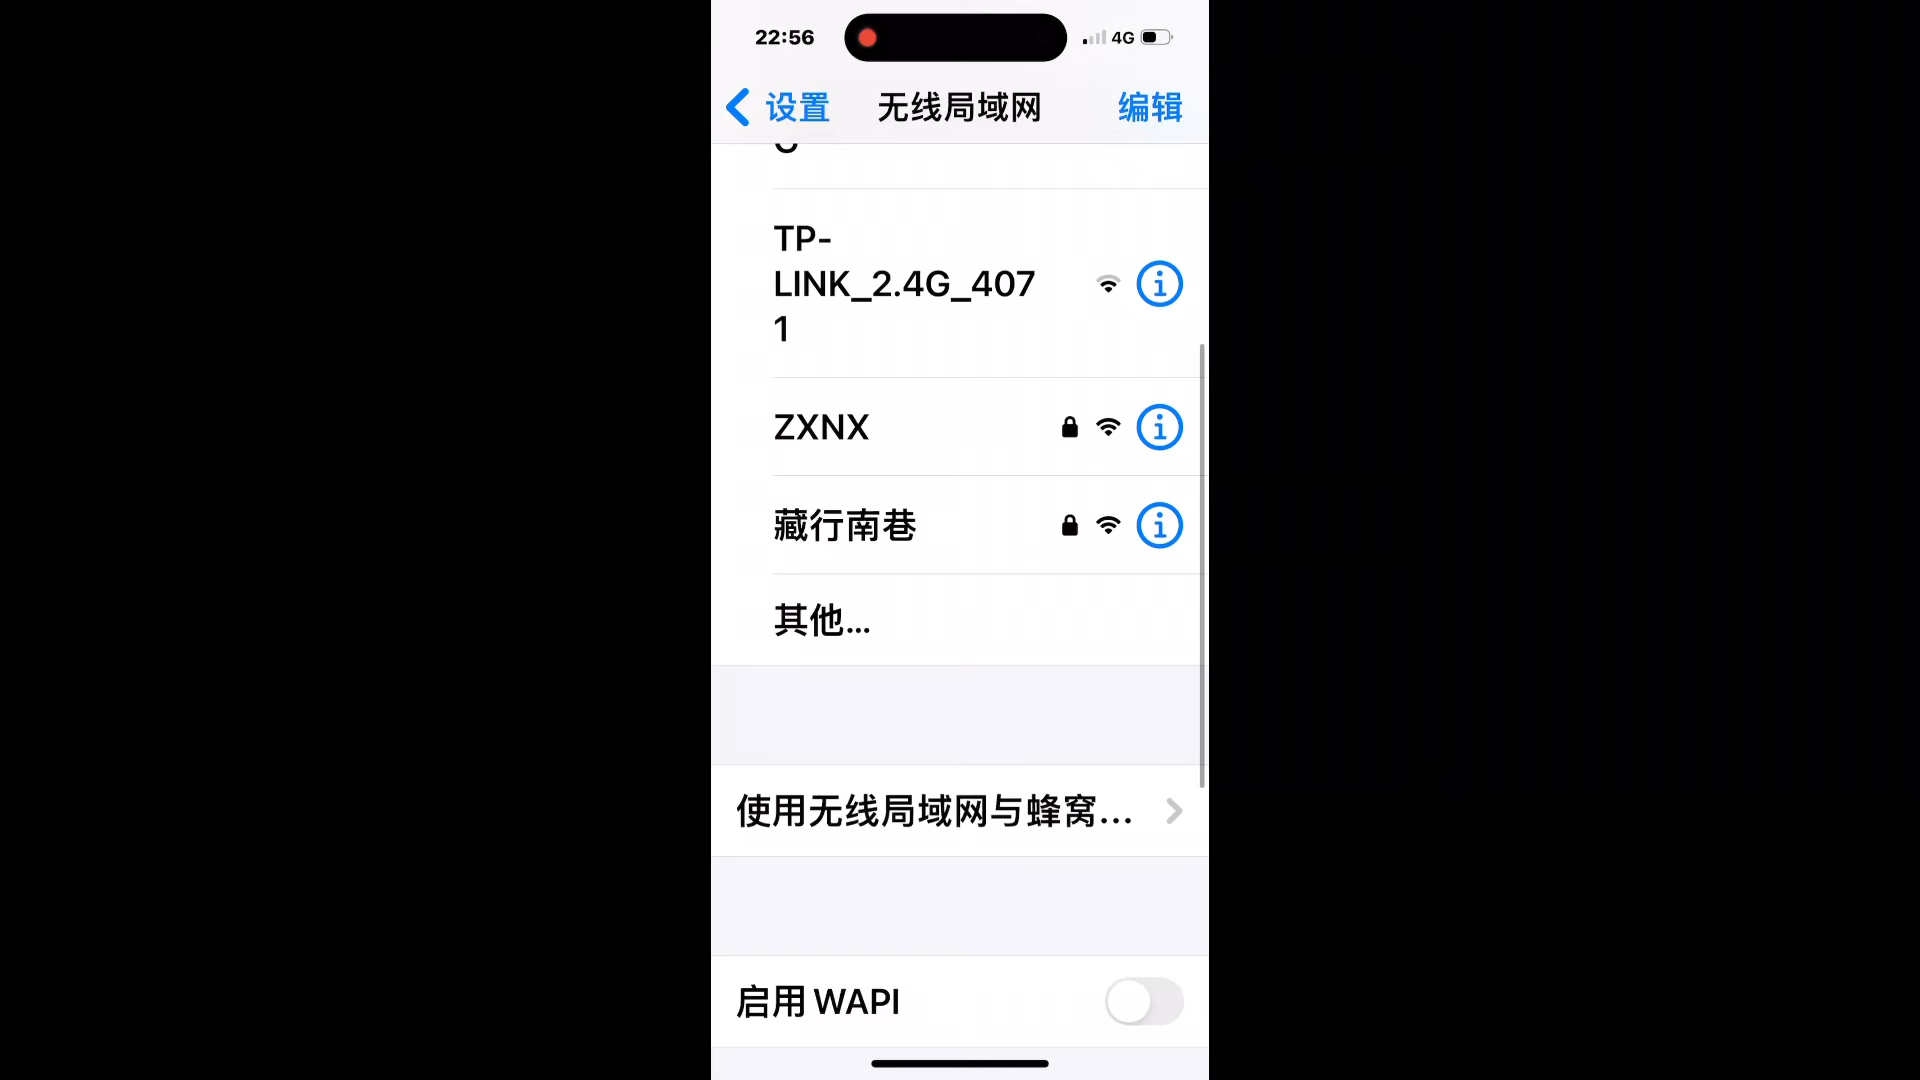 22:56
4G
设置
无线局域网
编辑
TP-
LINK_2.4G_407
1
ZXNX
藏行南巷
其他...
使用无线局域网与蜂窝...
启用 WAPI